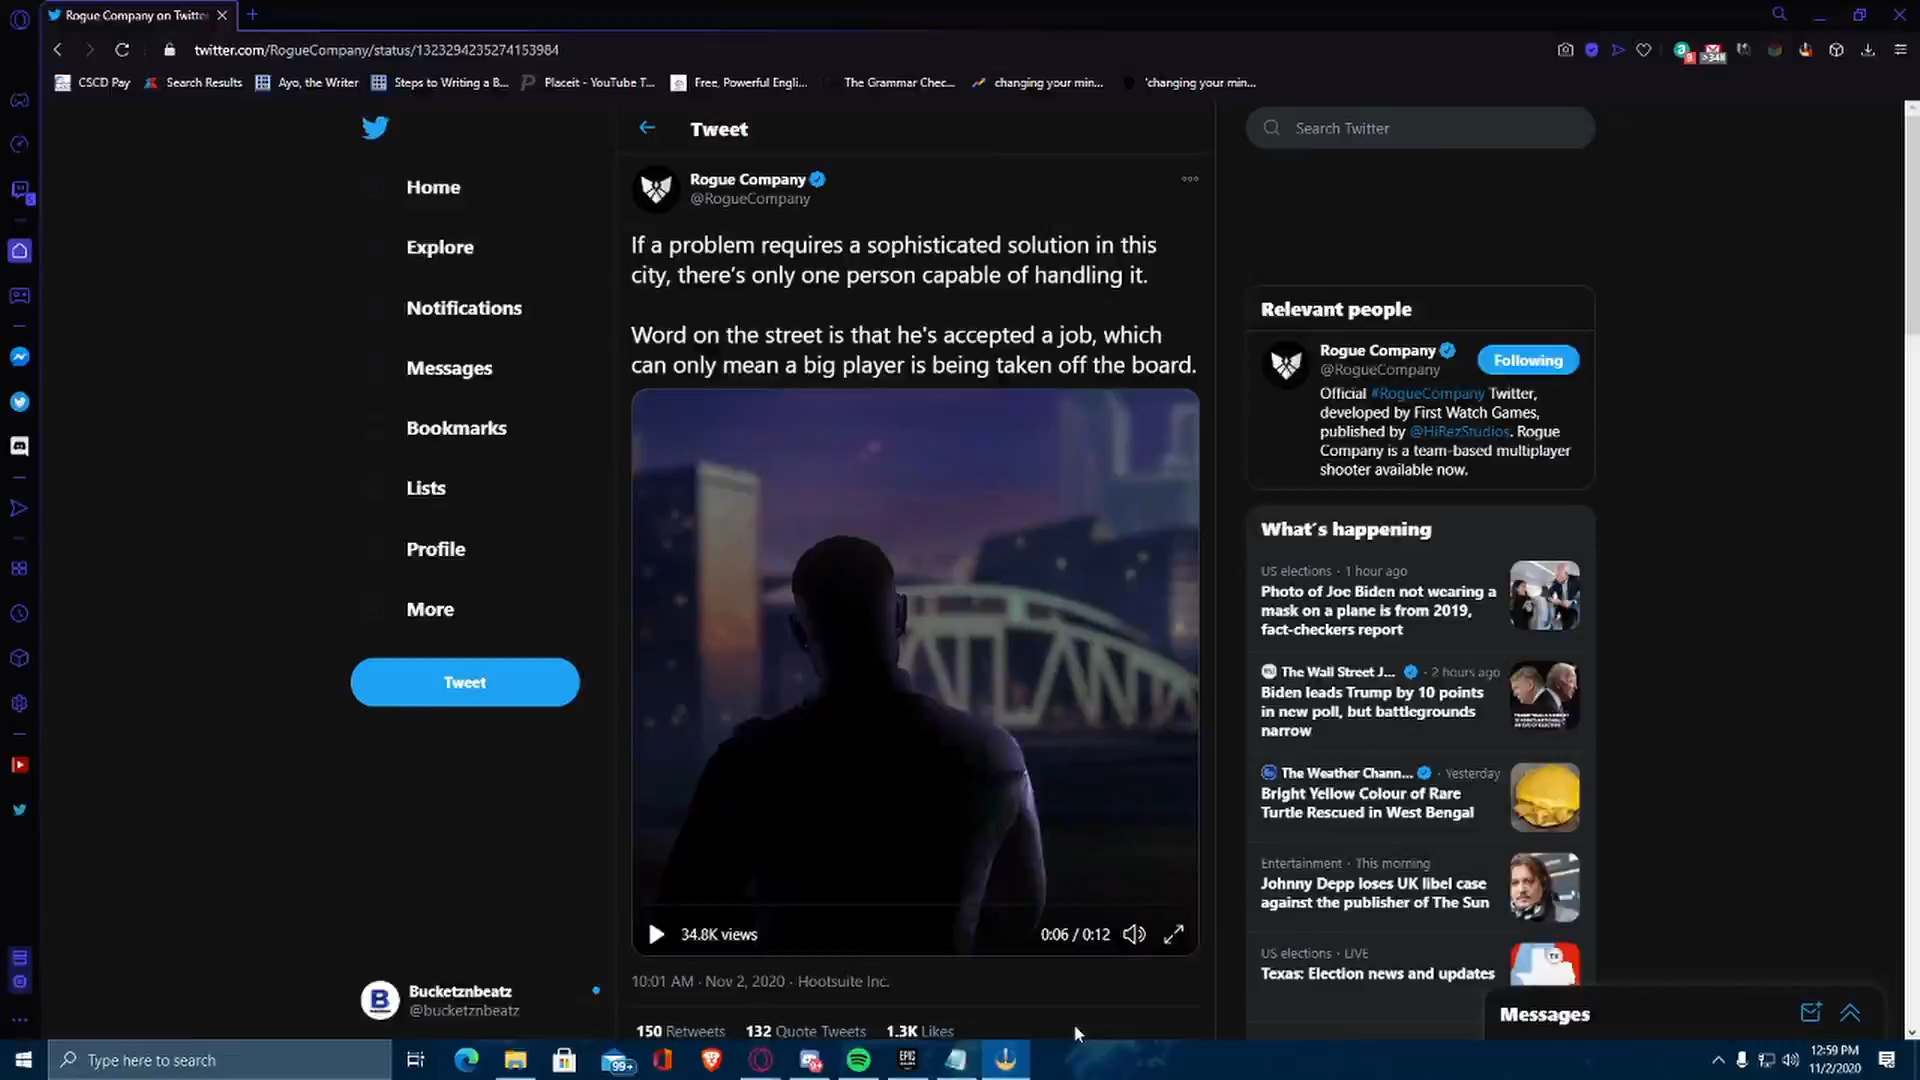 Rogue Company on Twitte
twitter.com/RogueCompany/status/1323294235274153984
9
>348
CSCD Pay
Search Results
Ayo, the Writer
Steps to Writing a B...
Placeit - YouTube T...
Free, Powerful Engli...
The Grammar Chec...
changing your min...
'changing your min...
Home
Explore
Notifications
Messages
Bookmarks
Lists
Profile
More
Tweet
Bucketznbeatz
@bucketznbeatz
Tweet
Rogue Company
@RogueCompany
If a problem requires a sophisticated solution in this
city, there's only one person capable of handling it.
Word on the street is that he's accepted a job, which
can only mean a big player is being taken off the board.
34.8K views
0:06 / 0:12
10:01 AM · Nov 2, 2020 · Hootsuite Inc.
150 Retweets 132 Quote Tweets 1.3K Likes
Search Twitter
Relevant people
Rogue Company
@RogueCompany
Following
Official #RogueCompany Twitter,
developed by First Watch Games,
published by @HiRezStudios. Rogue
Company is a team-based multiplayer
shooter available now.
What's happening
US elections · 1 hour ago
Photo of Joe Biden not wearing a
mask on a plane is from 2019,
fact-checkers report
The Wall Street J... · 2 hours ago
Biden leads Trump by 10 points
in new poll, but battlegrounds
narrow
The Weather Chann... · Yesterday
Bright Yellow Colour of Rare
Turtle Rescued in West Bengal
Entertainment · This morning
Johnny Depp loses UK libel case
against the publisher of The Sun
US elections · LIVE
Texas: Election news and updates
TX
Messages
Type here to search
99+
EPIC
12:59 PM
11/2/2020